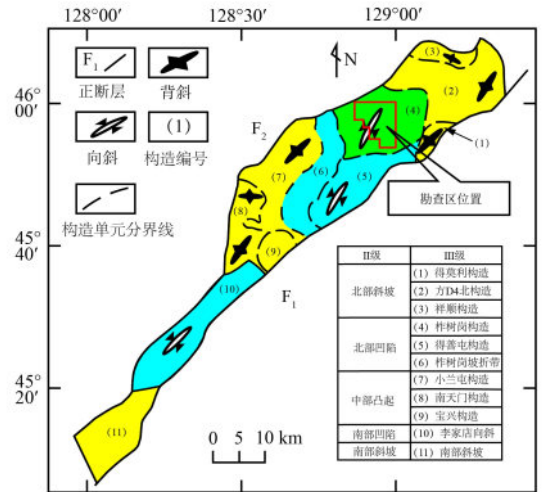 128°00′ 128°30′ 129°00′
46°
00′
45°
40′
45°
20′
F₁
正断层
背斜
向斜
(1)
构造编号
构造单元分界线
N
F₂
F₁
(3)
(2)
(4)
(1)
(7)
(6)
(5)
(8)
(9)
(10)
(11)
勘查区位置
0 5 10 km
II级 III级
北部斜坡
(1) 得莫利构造
(2) 方D4北构造
(3) 祥顺构造
北部凹陷
(4) 柞树岗构造
(5) 得善屯构造
(6) 柞树岗坡折带
中部凸起
(7) 小兰屯构造
(8) 南天门构造
(9) 宝兴构造
南部凹陷 (10) 李家店向斜
南部斜坡 (11) 南部斜坡